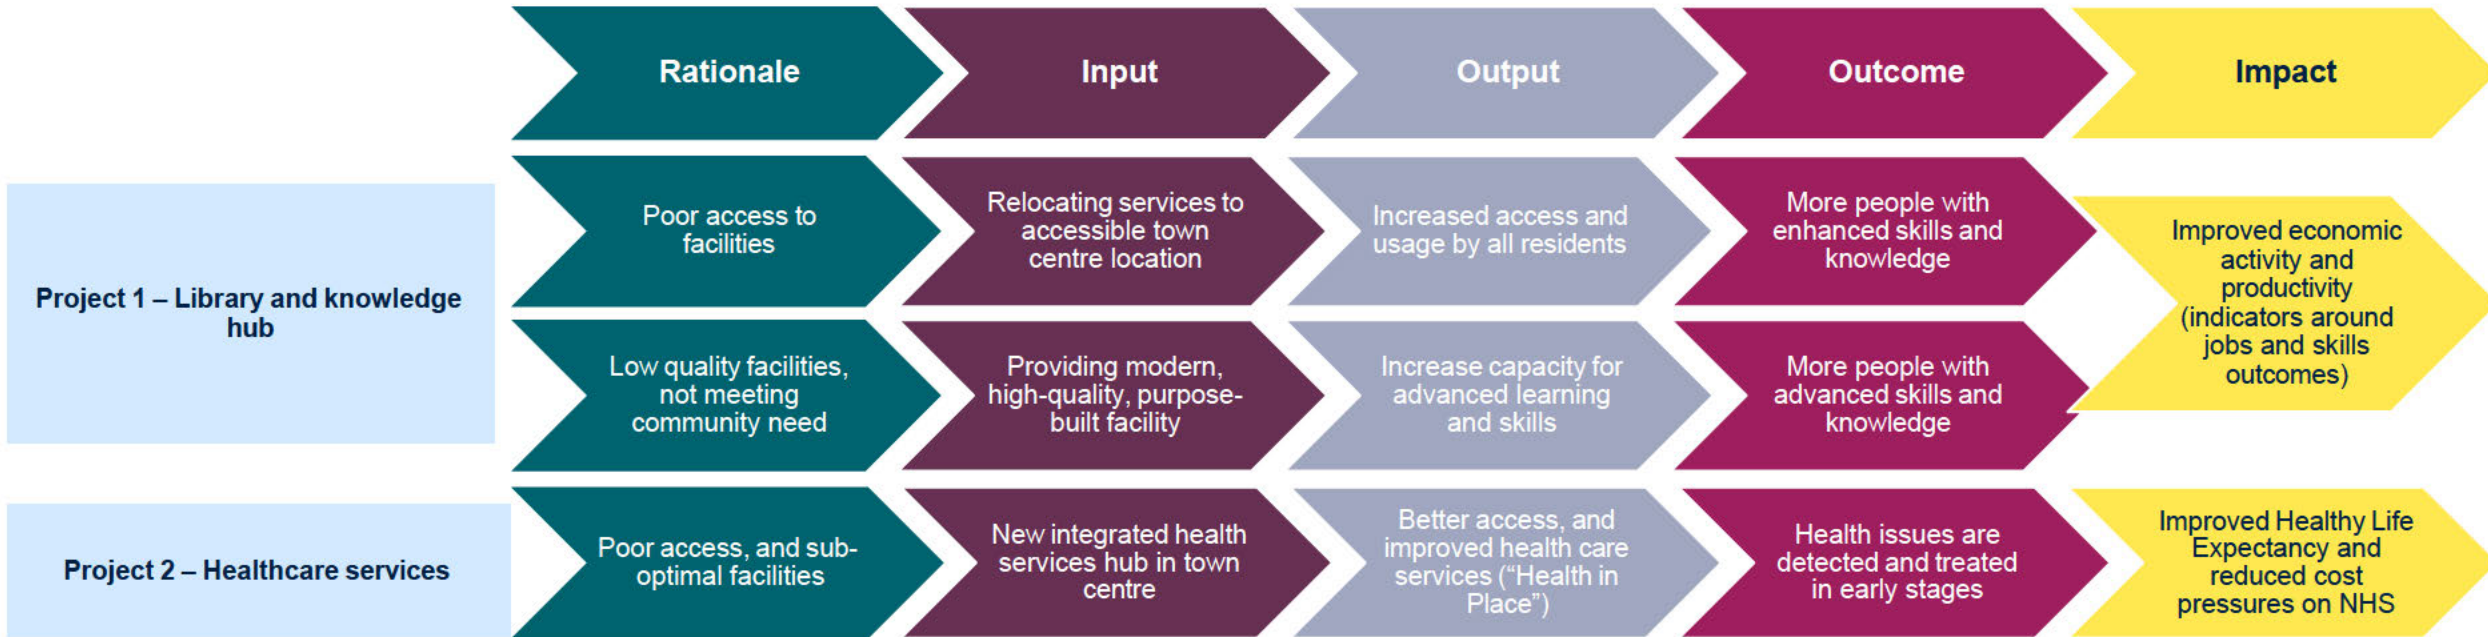 Rationale
Input
Output
Outcome
Impact
Project 1 – Library and knowledge
hub
Poor access to
facilities
Relocating services to
accessible town
centre location
Increased access and
usage by all residents
More people with
enhanced skills and
knowledge
Low quality facilities,
not meeting
community need
Providing modern,
high-quality, purpose-
built facility
Increase capacity for
advanced learning
and skills
More people with
advanced skills and
knowledge
Improved economic
activity and
productivity
(indicators around
jobs and skills
outcomes)
Project 2 – Healthcare services
Poor access, and sub-
optimal facilities
New integrated health
services hub in town
centre
Better access, and
improved health care
services (“Health in
Place”)
Health issues are
detected and treated
in early stages
Improved Healthy Life
Expectancy and
reduced cost
pressures on NHS